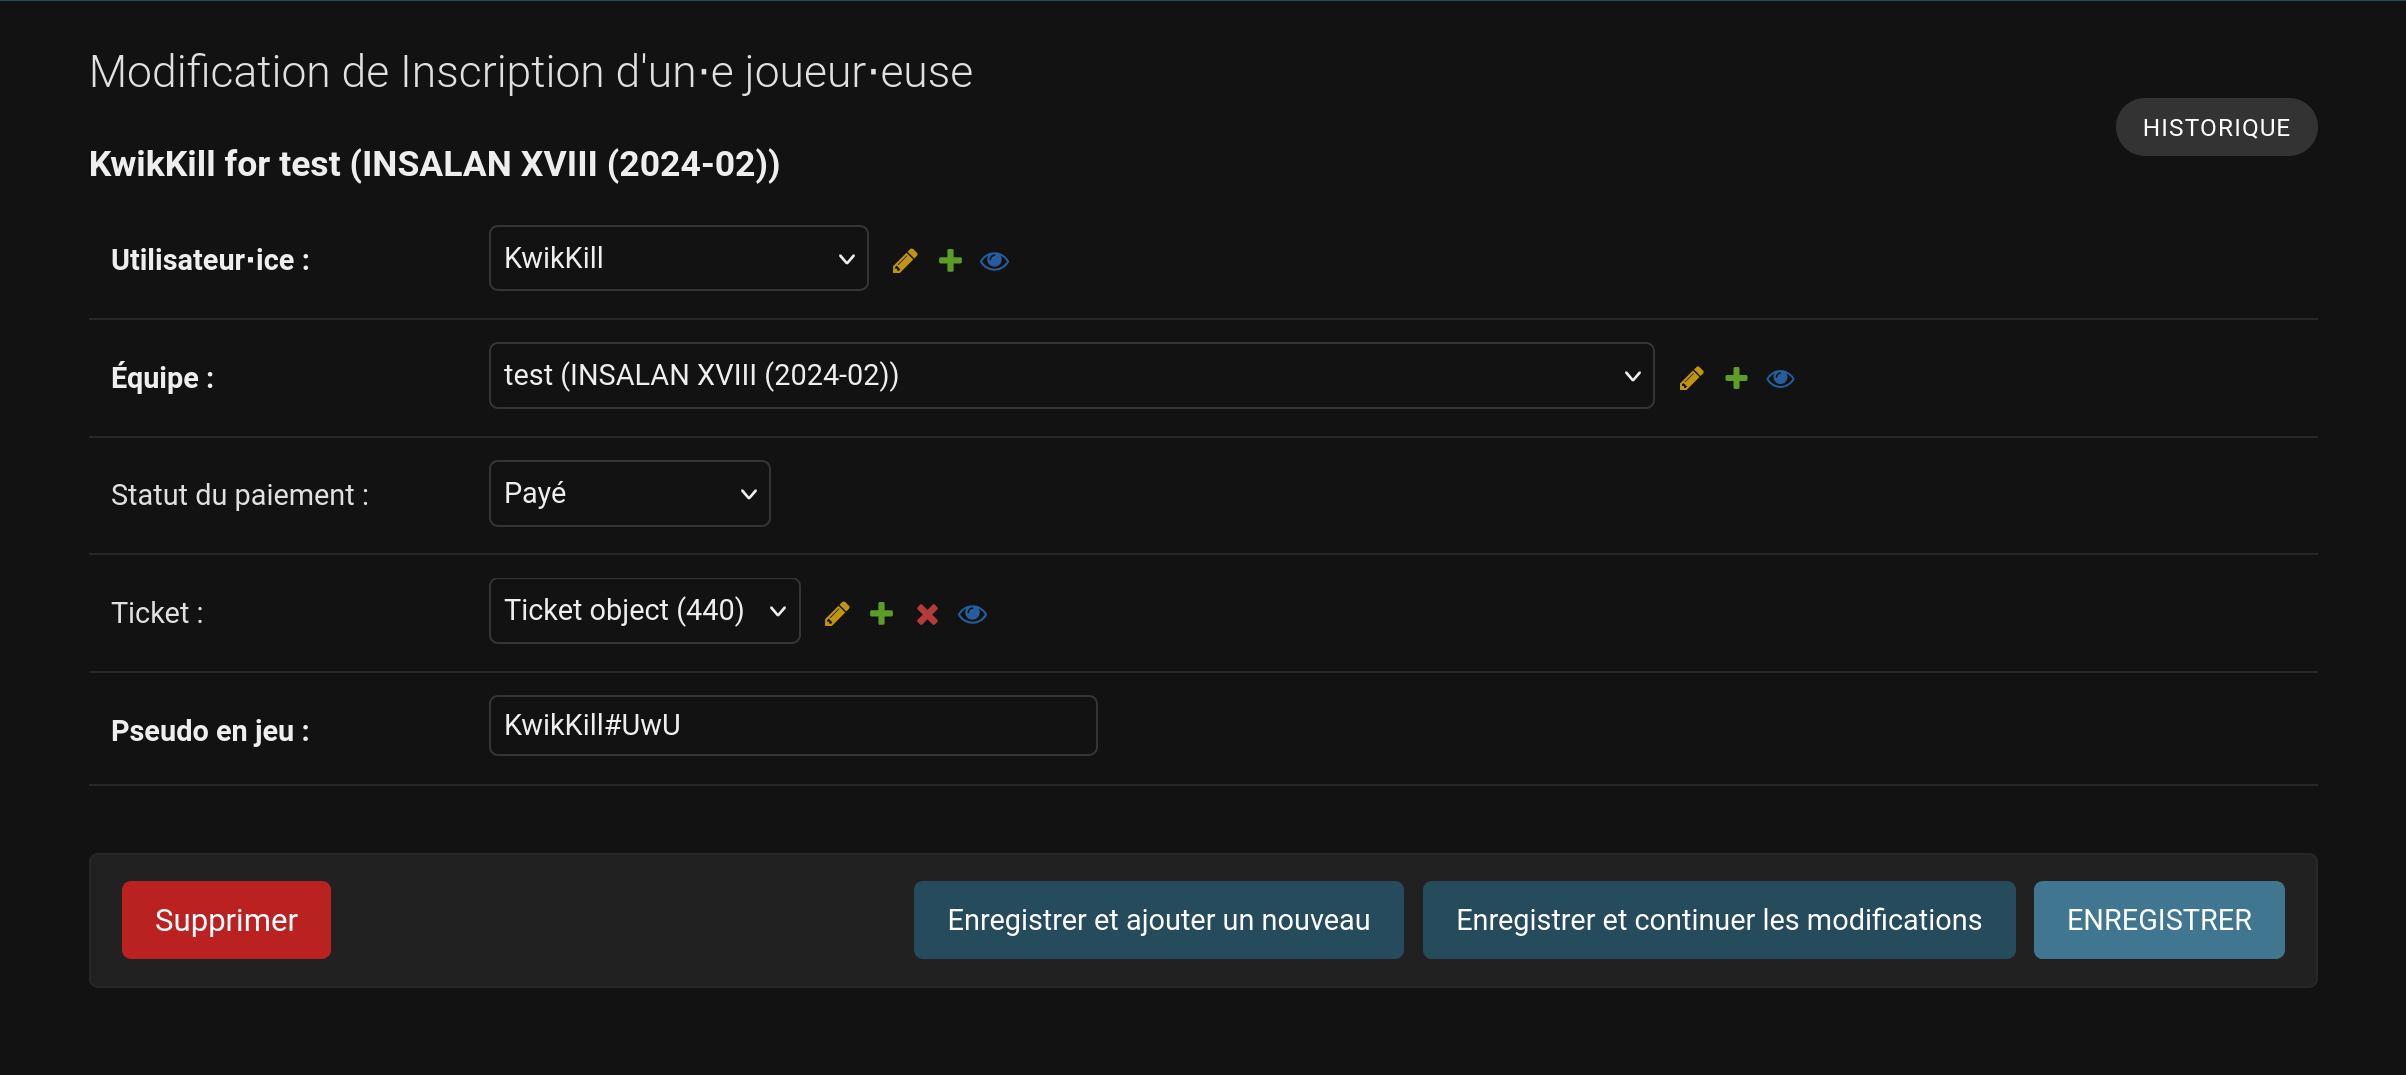 Modification de Inscription d'un·e joueur·euse
HISTORIQUE
KwikKill for test (INSALAN XVIII (2024-02))
Utilisateur·ice : KwikKill
Équipe : test (INSALAN XVIII (2024-02))
Statut du paiement : Payé
Ticket : Ticket object (440)
Pseudo en jeu : KwikKill#UwU
Supprimer Enregistrer et ajouter un nouveau Enregistrer et continuer les modifications ENREGISTRER